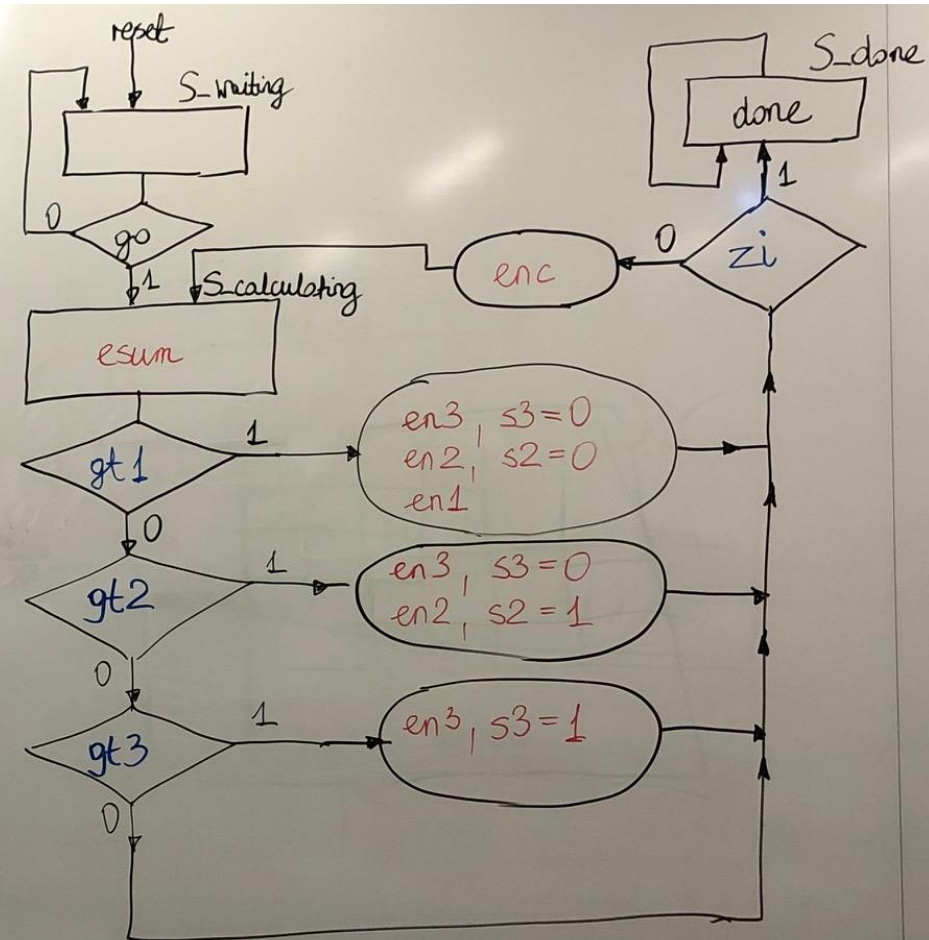 reset
S_waiting
0
go
1
S_calculating
esum
gt1
1
en3, s3=0
en2, s2=0
en1
0
gt2
1
en3, s3=0
en2, s2=1
0
gt3
1
en3, s3=1
0
S_done
done
1
zi
0
enc